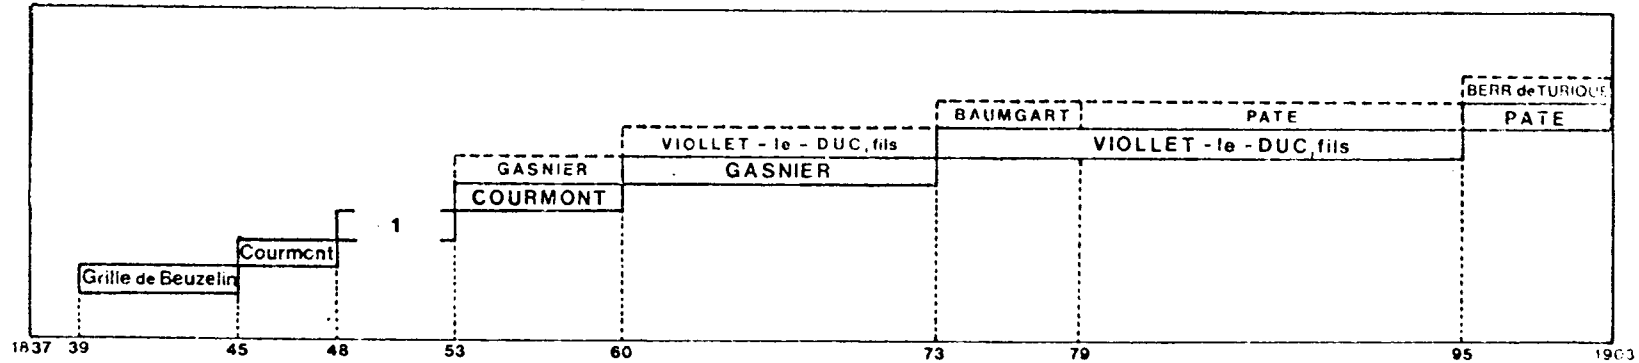 BERR de TURIQUE
BAUMGART PATE PATE
VIOLLET - le - DUC, fils VIOLLET - le - DUC, fils
GASNIER GASNIER
COURMONT
1
Courmont
Grille de Beuzelin
1837 39 45 48 53 60 73 79 95